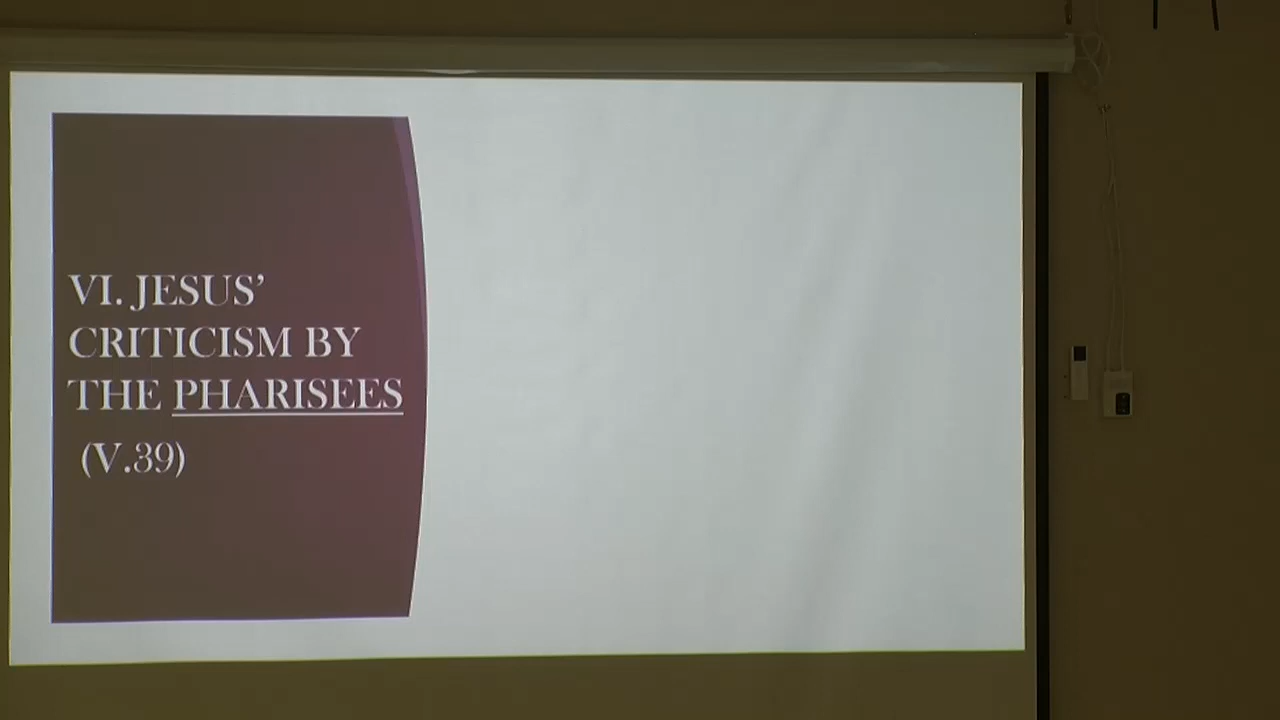 VI. JESUS’
CRITICISM BY
THE PHARISEES
(V.39)